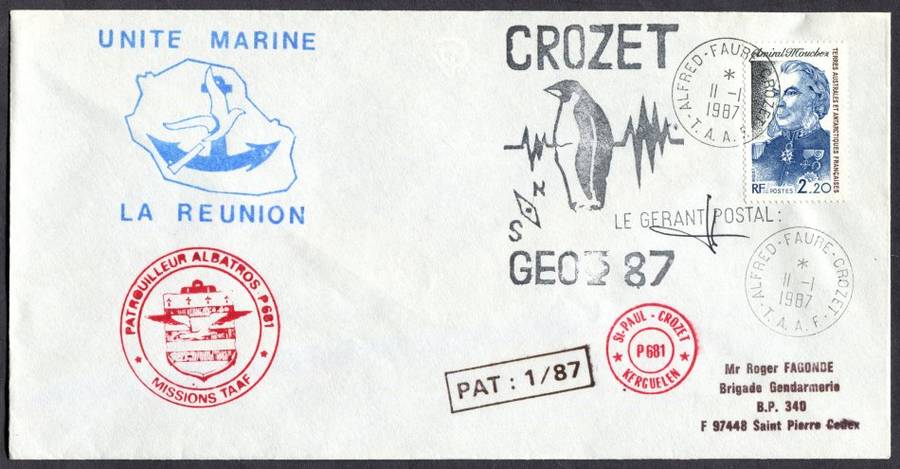 UNITE MARINE
LA REUNION
PATROUILLEUR ALBATROS P681
MISSIONS TAAF
CROZET
N
S
GEO 87
LE GERANT POSTAL :
ALFRED-FAURE-CROZET
11-1
1987
T.A.A.F.
Amiral Mouchez
TERRES AUSTRALES ET ANTARCTIQUES FRANÇAISES
RF POSTES 2.20
ALFRED-FAURE-CROZET
11-1
1987
T.A.A.F.
PAT : 1/87
St-PAUL - CROZET
P681
KERGUELEN
Mr Roger FAGONDE
Brigade Gendarmerie
B.P. 340
F 97448 Saint Pierre Cedex